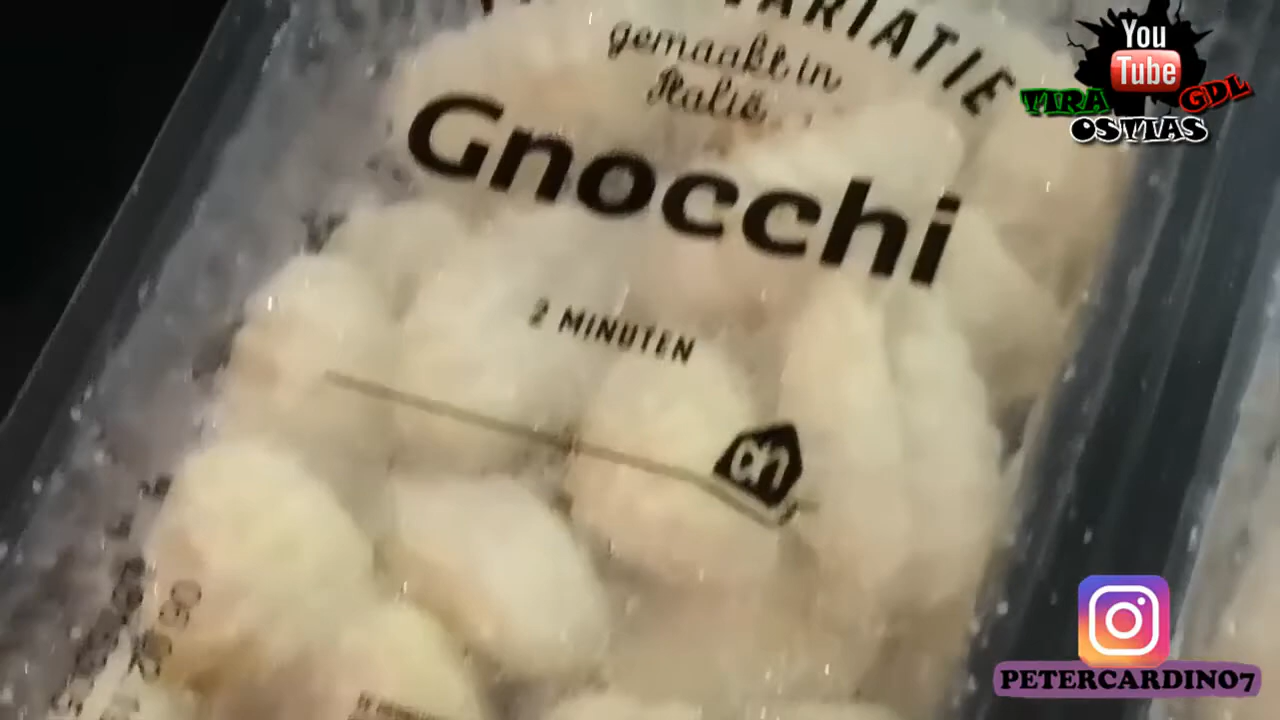 VARIATIE
gemaakt in
Italië
Gnocchi
2 MINUTEN
ah
You
Tube
TIRA GDL
OSTIAS
PETERCARDINO7